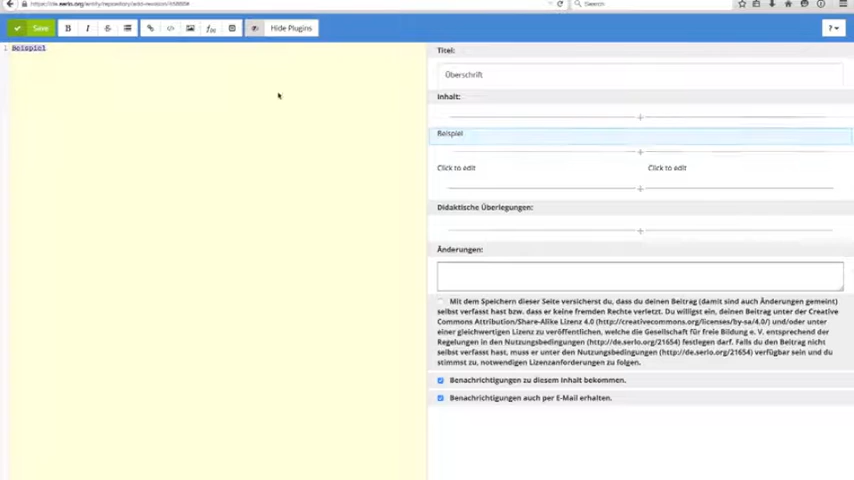 Search
Save
B
I
S
Hide Plugins
?
1 Beispiel
Titel:
Überschrift
Inhalt:
Beispiel
Click to edit
Click to edit
Didaktische Überlegungen:
Änderungen:
Mit dem Speichern dieser Seite versicherst du, dass du deinen Beitrag (damit sind auch Änderungen gemeint)
selbst verfasst hast bzw. dass er keine fremden Rechte verletzt. Du willigst ein, deinen Beitrag unter der Creative
Commons Attribution/Share-Alike Lizenz 4.0 (http://creativecommons.org/licenses/by-sa/4.0/) und/oder unter
einer gleichwertigen Lizenz zu veröffentlichen, welche die Gesellschaft für freie Bildung e. V. entsprechend der
Regelungen in den Nutzungsbedingungen (http://de.serlo.org/21654) festlegen darf. Falls du den Beitrag nicht
selbst verfasst hast, muss er unter den Nutzungsbedingungen (http://de.serlo.org/21654) verfügbar sein und du
stimmst zu, notwendigen Lizenzanforderungen zu folgen.
Benachrichtigungen zu diesem Inhalt bekommen.
Benachrichtigungen auch per E-Mail erhalten.